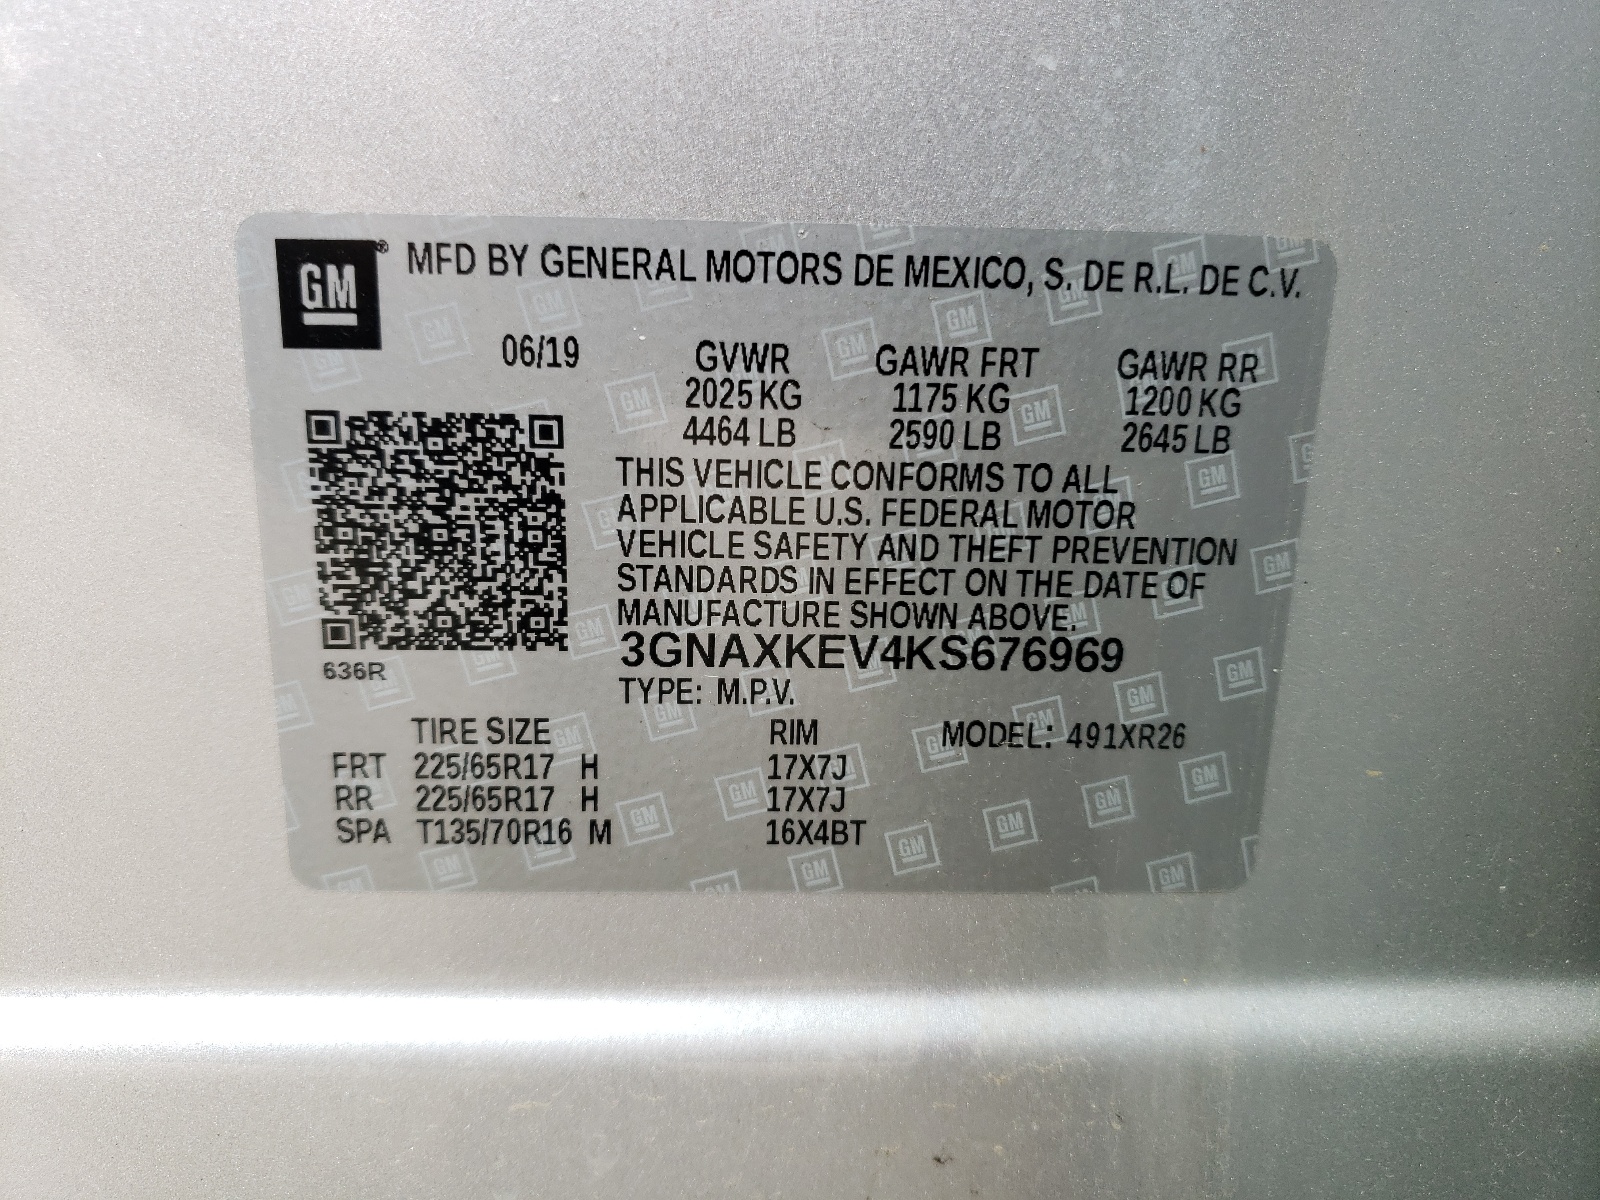 GM® MFD BY GENERAL MOTORS DE MEXICO, S. DE R.L. DE C.V.
06/19 GVWR GAWR FRT GAWR RR
2025 KG 1175 KG 1200 KG
4464 LB 2590 LB 2645 LB
THIS VEHICLE CONFORMS TO ALL
APPLICABLE U.S. FEDERAL MOTOR
VEHICLE SAFETY AND THEFT PREVENTION
STANDARDS IN EFFECT ON THE DATE OF
MANUFACTURE SHOWN ABOVE.
3GNAXKEV4KS676969
636R
TYPE: M.P.V.
TIRE SIZE RIM MODEL: 491XR26
FRT 225/65R17 H 17X7J
RR 225/65R17 H 17X7J
SPA T135/70R16 M 16X4BT